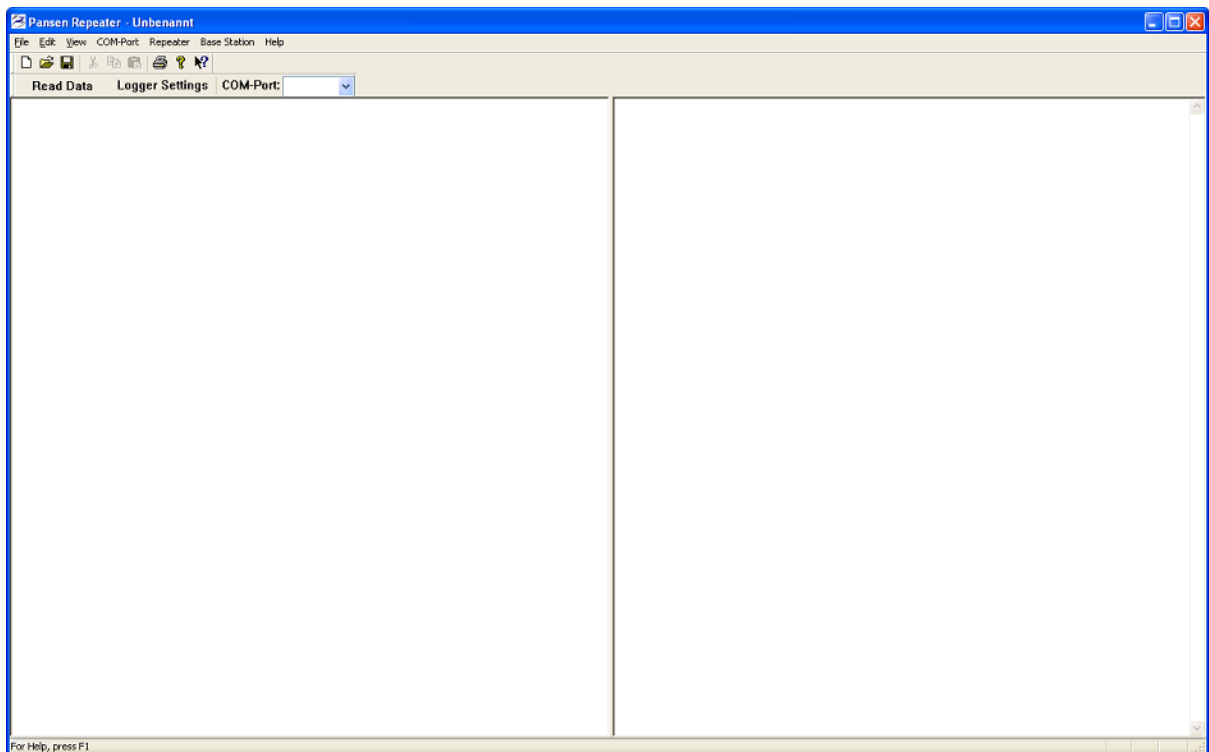 Pansen Repeater - Unbenannt
File Edit View COM-Port Repeater Base Station Help
Read Data Logger Settings COM-Port:
For Help, press F1